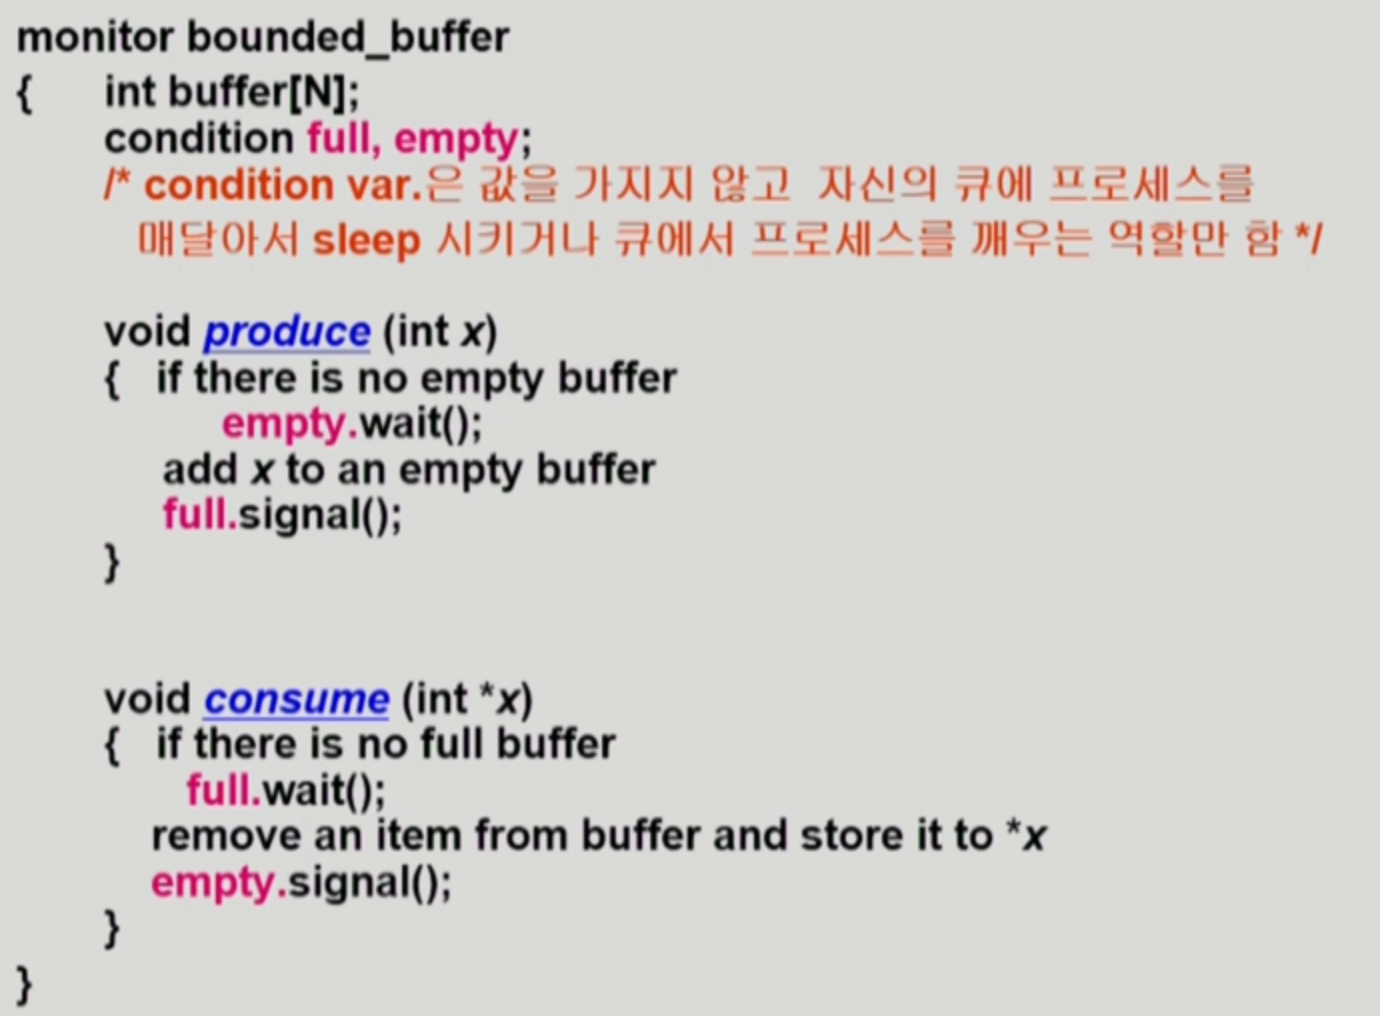 monitor bounded_buffer
{ int buffer[N];
condition full, empty;
/* condition var.은 값을 가지지 않고 자신의 큐에 프로세스를
매달아서 sleep 시키거나 큐에서 프로세스를 깨우는 역할만 함 */
void produce (int x)
{ if there is no empty buffer
empty.wait();
add x to an empty buffer
full.signal();
}
void consume (int *x)
{ if there is no full buffer
full.wait();
remove an item from buffer and store it to *x
empty.signal();
}
}